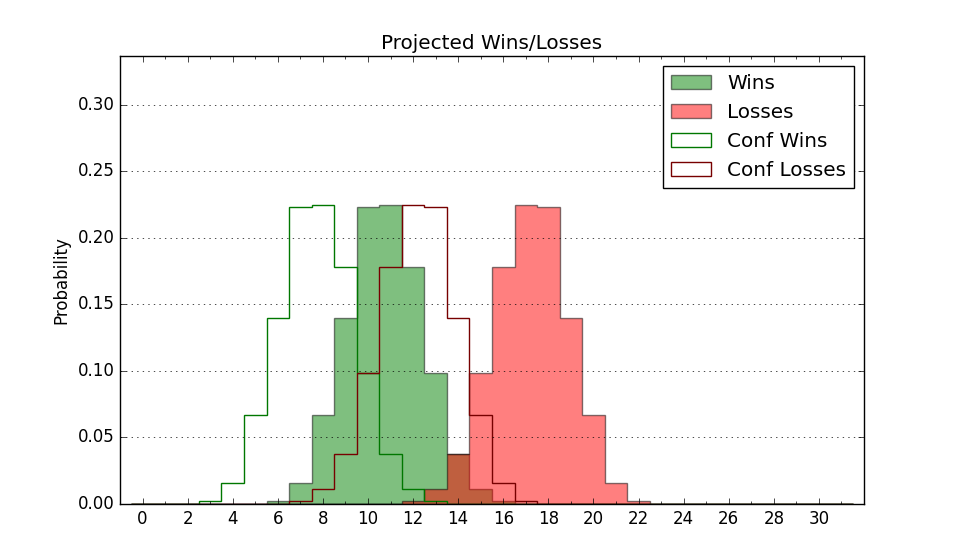 Projected Wins/Losses
Wins
Losses
Conf Wins
Conf Losses
Probability
0.30
0.25
0.20
0.15
0.10
0.05
0.00
0 2 4 6 8 10 12 14 16 18 20 22 24 26 28 30